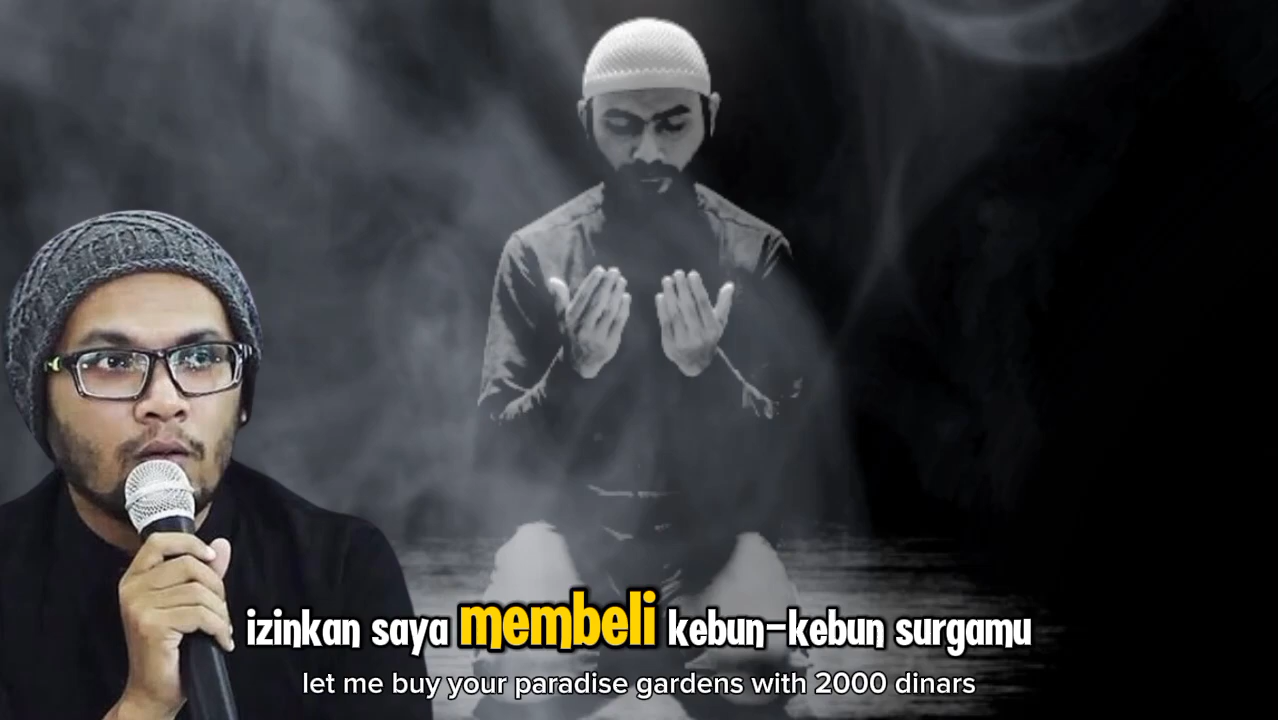 izinkan saya membeli kebun-kebun surgamu
let me buy your paradise gardens with 2000 dinars